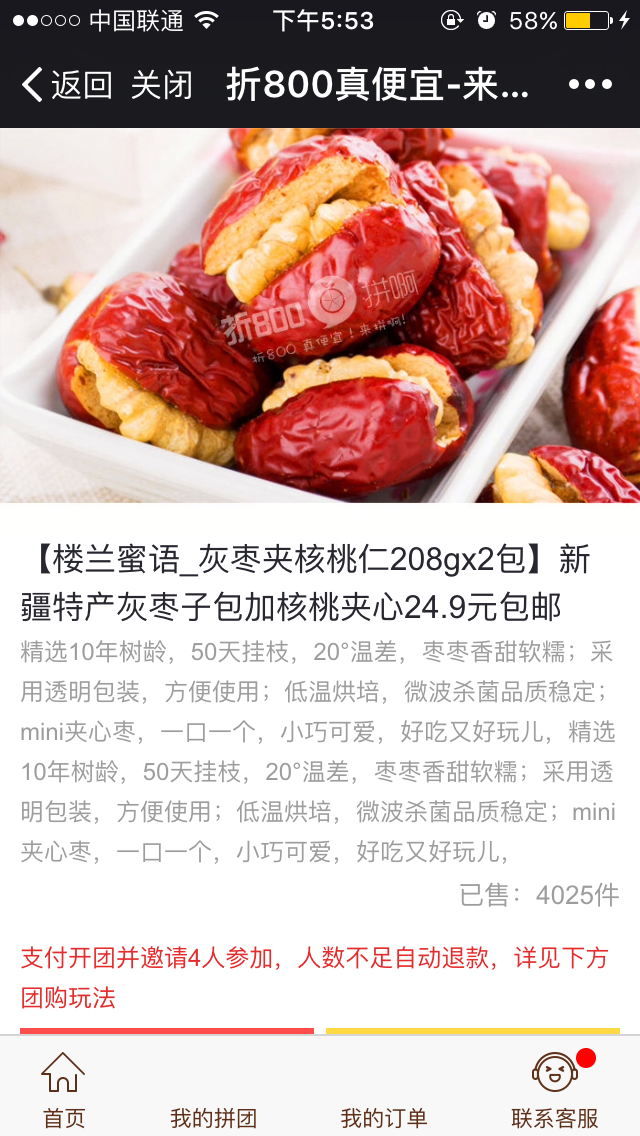 中国联通 下午5:53 58%
返回 关闭 折800真便宜-来...
折800 拼啊
折800 真便宜！来拼啊!
【楼兰蜜语_灰枣夹核桃仁208gx2包】新
疆特产灰枣子包加核桃夹心24.9元包邮
精选10年树龄，50天挂枝，20°温差，枣枣香甜软糯；采
用透明包装，方便使用；低温烘培，微波杀菌品质稳定；
mini夹心枣，一口一个，小巧可爱，好吃又好玩儿，精选
10年树龄，50天挂枝，20°温差，枣枣香甜软糯；采用透
明包装，方便使用；低温烘培，微波杀菌品质稳定；mini
夹心枣，一口一个，小巧可爱，好吃又好玩儿，
已售：4025件
支付开团并邀请4人参加，人数不足自动退款，详见下方
团购玩法
首页 我的拼团 我的订单 联系客服